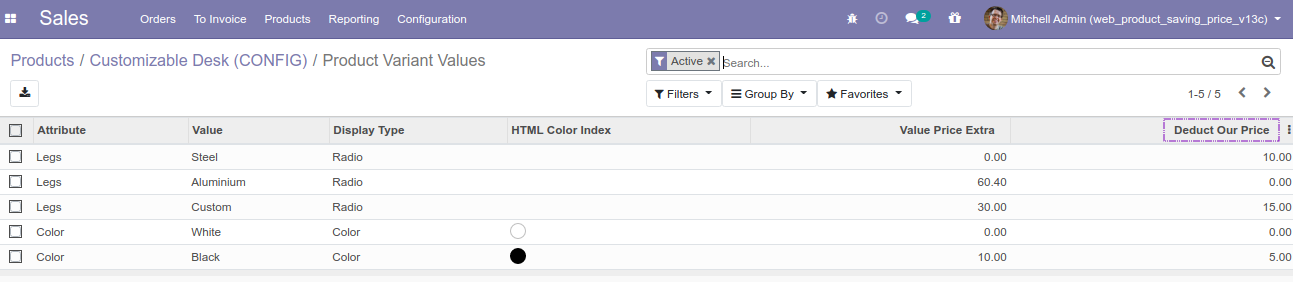 Sales Orders To Invoice Products Reporting Configuration 2 Mitchell Admin (web_product_saving_price_v13c)
Products / Customizable Desk (CONFIG) / Product Variant Values Active Search...
Filters Group By Favorites 1-5 / 5
Attribute Value Display Type HTML Color Index Value Price Extra Deduct Our Price
Legs Steel Radio 0.00 10.00
Legs Aluminium Radio 60.40 0.00
Legs Custom Radio 30.00 15.00
Color White Color 0.00 0.00
Color Black Color 10.00 5.00